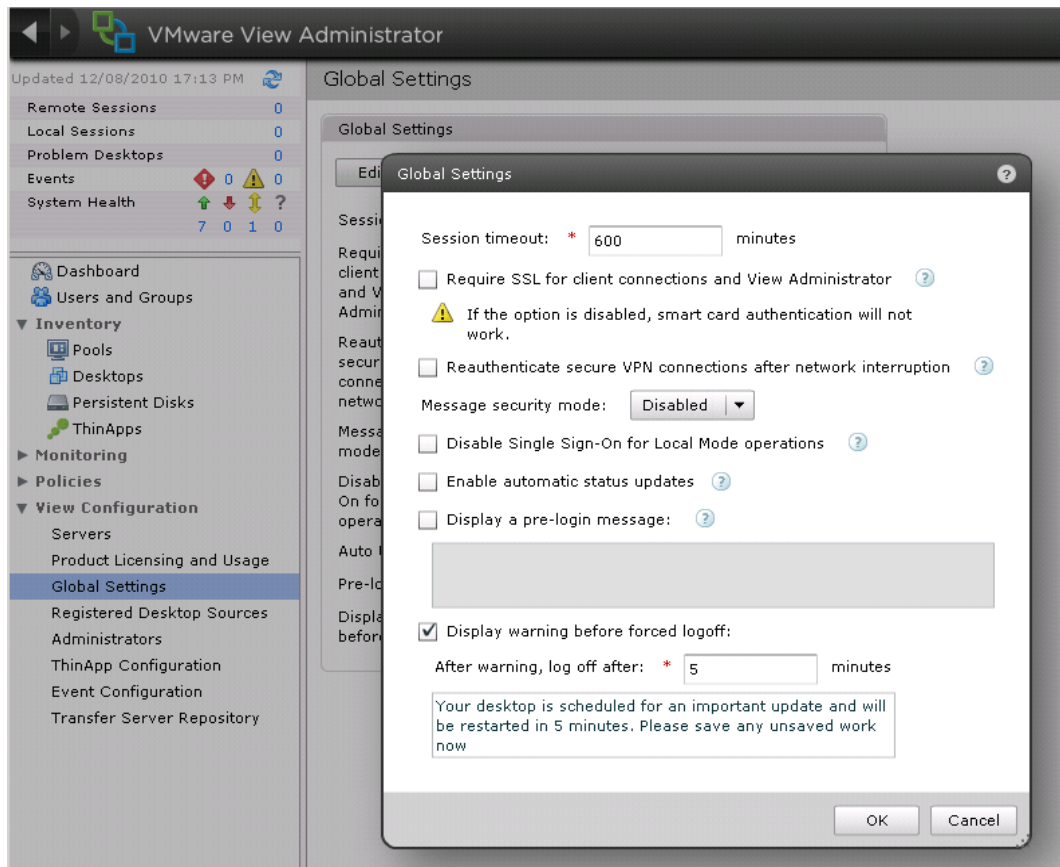 VMware View Administrator
Updated 12/08/2010 17:13 PM
Remote Sessions 0
Local Sessions 0
Problem Desktops 0
Events 0 0
System Health ?
7 0 1 0
Dashboard
Users and Groups
Inventory
Pools
Desktops
Persistent Disks
ThinApps
Monitoring
Policies
View Configuration
Servers
Product Licensing and Usage
Global Settings
Registered Desktop Sources
Administrators
ThinApp Configuration
Event Configuration
Transfer Server Repository
Global Settings
Global Settings
Edi
Sessi
Requi
client
and V
Admin
Reaut
secur
conne
netwo
Messa
mode
Disab
On fo
opera
Auto
Pre-lo
Displa
befor
Global Settings ?
Session timeout: * 600 minutes
Require SSL for client connections and View Administrator ?
If the option is disabled, smart card authentication will not
work.
Reauthenticate secure VPN connections after network interruption ?
Message security mode: Disabled
Disable Single Sign-On for Local Mode operations ?
Enable automatic status updates ?
Display a pre-login message: ?
Display warning before forced logoff:
After warning, log off after: * 5 minutes
Your desktop is scheduled for an important update and will
be restarted in 5 minutes. Please save any unsaved work
now
OK Cancel